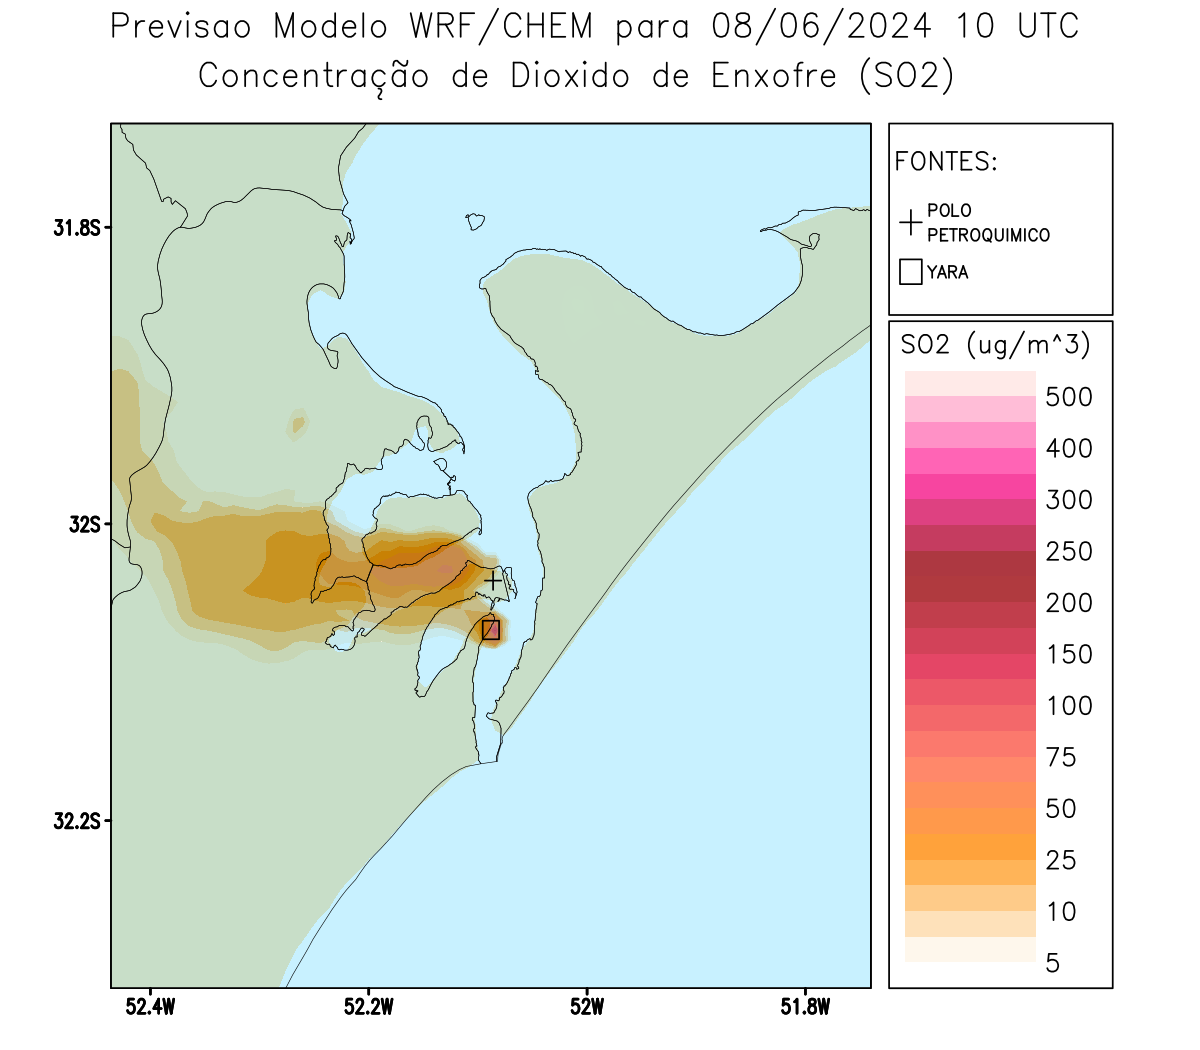 Previsao Modelo WRF/CHEM para 08/06/2024 10 UTC
Concentração de Dioxido de Enxofre (SO2)
FONTES:
POLO
PETROQUIMICO
YARA
31.8S
32S
32.2S
52.4W
52.2W
52W
51.8W
SO2 (ug/m^3)
500
400
300
250
200
150
100
75
50
25
10
5